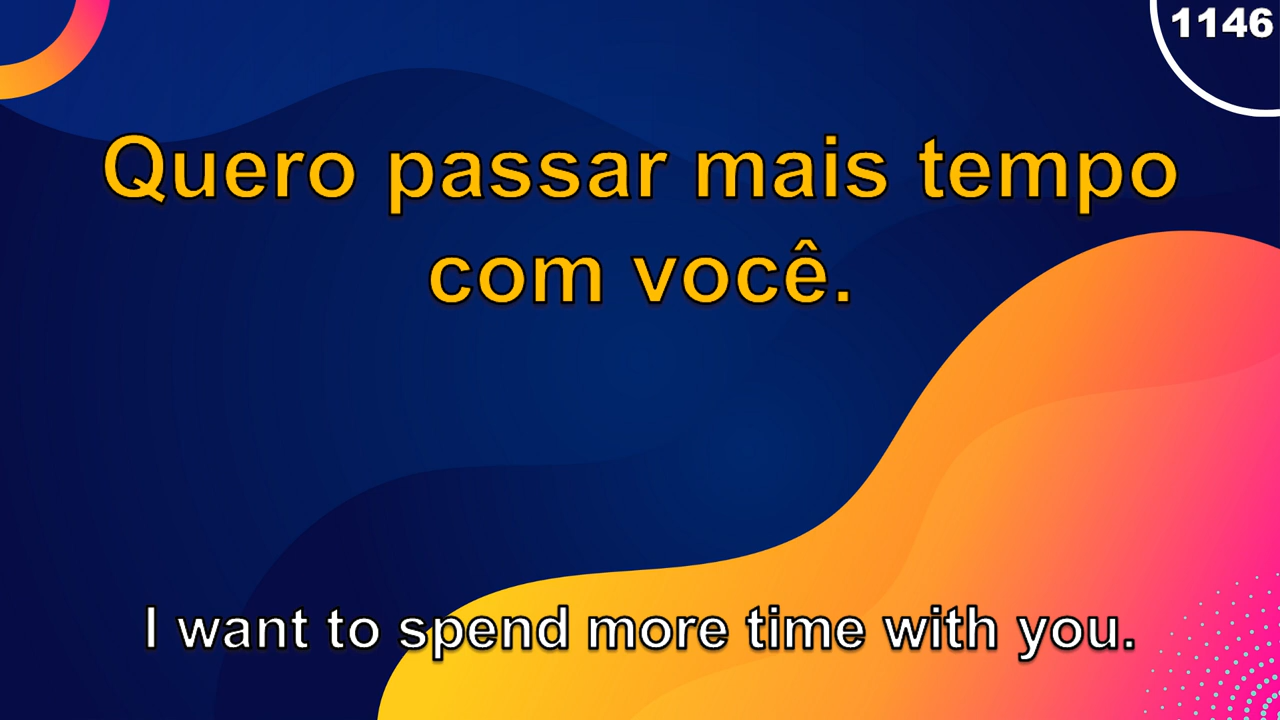 1146
Quero passar mais tempo
com você.
I want to spend more time with you.